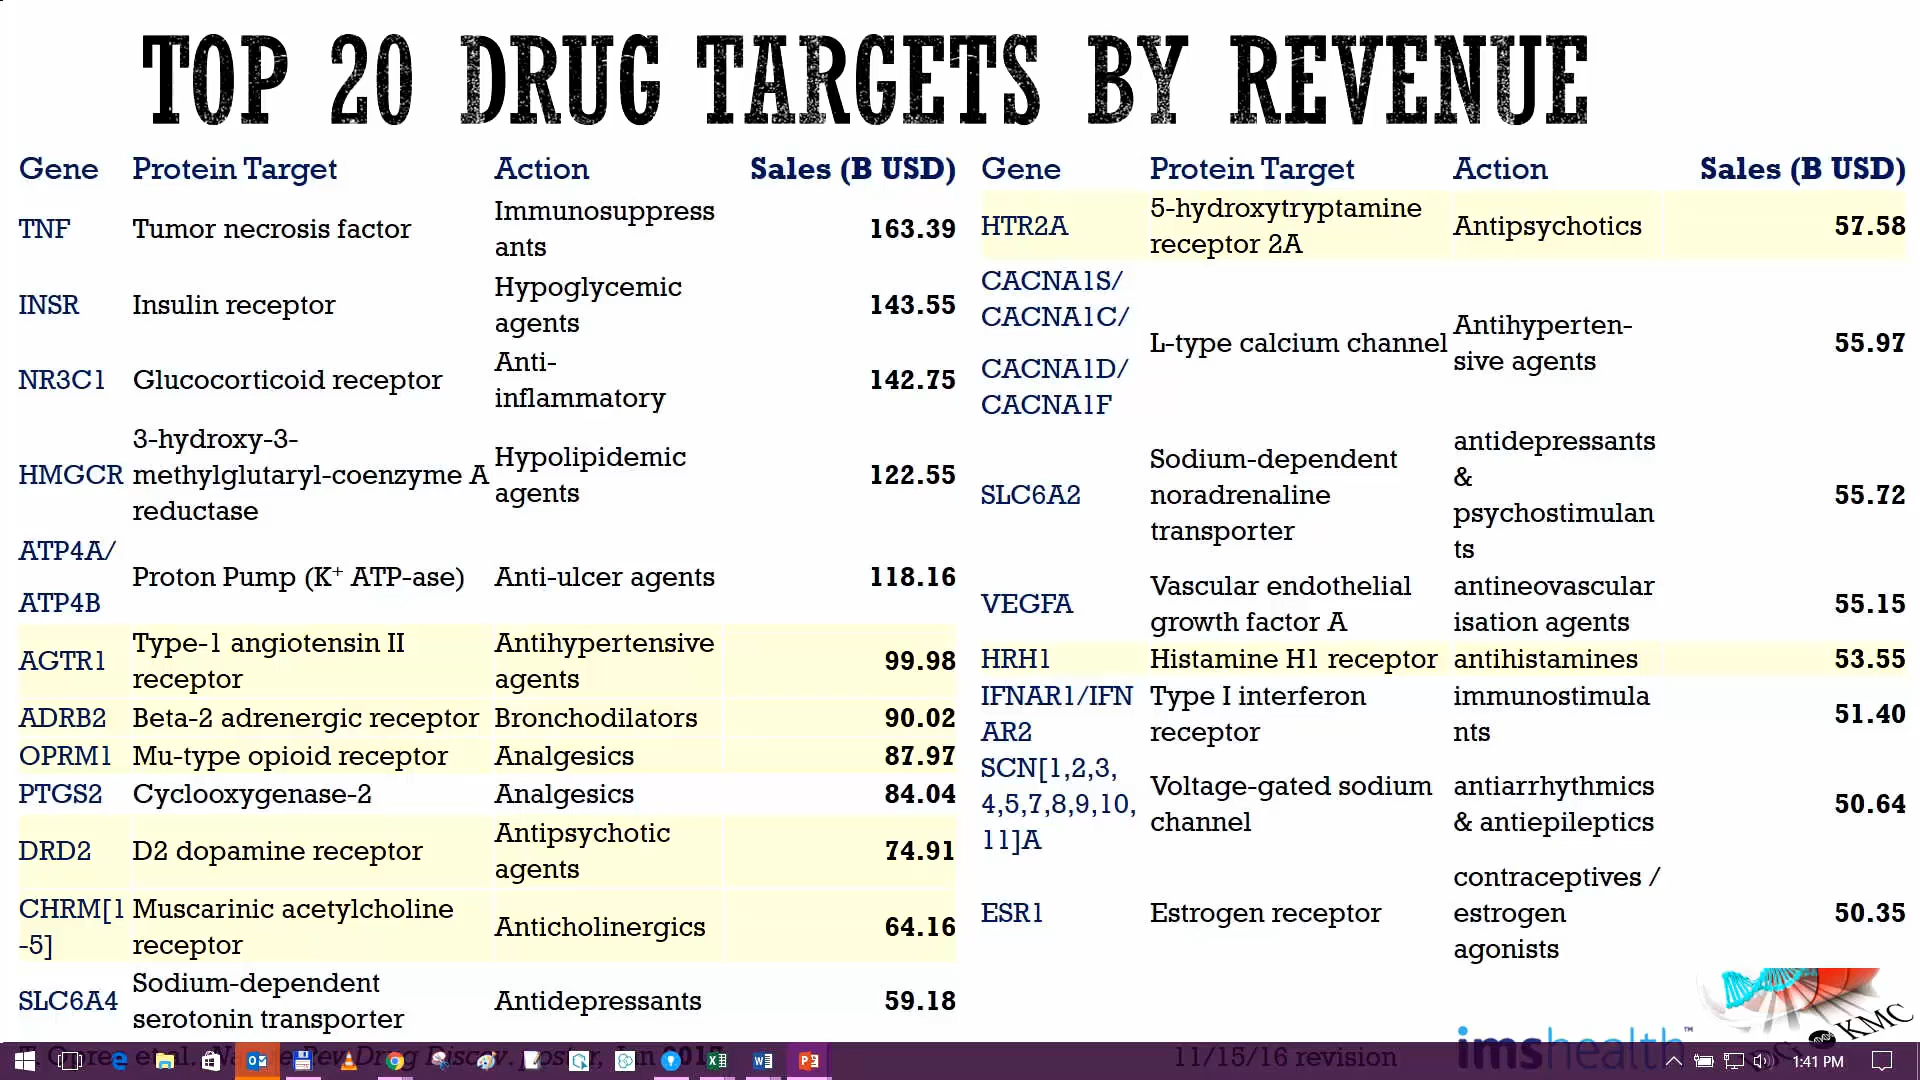 TOP 20 DRUG TARGETS BY REVENUE
Gene Protein Target Action Sales (B USD)
TNF Tumor necrosis factor Immunosuppress
ants 163.39
INSR Insulin receptor Hypoglycemic
agents 143.55
NR3C1 Glucocorticoid receptor Anti-
inflammatory 142.75
HMGCR 3-hydroxy-3-
methylglutaryl-coenzyme A
reductase Hypolipidemic
agents 122.55
ATP4A/
ATP4B Proton Pump (K⁺ ATP-ase) Anti-ulcer agents 118.16
AGTR1 Type-1 angiotensin II
receptor Antihypertensive
agents 99.98
ADRB2 Beta-2 adrenergic receptor Bronchodilators 90.02
OPRM1 Mu-type opioid receptor Analgesics 87.97
PTGS2 Cyclooxygenase-2 Analgesics 84.04
DRD2 D2 dopamine receptor Antipsychotic
agents 74.91
CHRM[1
-5] Muscarinic acetylcholine
receptor Anticholinergics 64.16
SLC6A4 Sodium-dependent
serotonin transporter Antidepressants 59.18
Gene Protein Target Action Sales (B USD)
HTR2A 5-hydroxytryptamine
receptor 2A Antipsychotics 57.58
CACNA1S/
CACNA1C/
CACNA1D/
CACNA1F L-type calcium channel Antihyperten-
sive agents 55.97
SLC6A2 Sodium-dependent
noradrenaline
transporter antidepressants
&
psychostimulan
ts 55.72
VEGFA Vascular endothelial
growth factor A antineovascular
isation agents 55.15
HRH1 Histamine H1 receptor antihistamines 53.55
IFNAR1/IFN
AR2 Type I interferon
receptor immunostimula
nts 51.40
SCN[1,2,3,
4,5,7,8,9,10,
11]A Voltage-gated sodium
channel antiarrhythmics
& antiepileptics 50.64
ESR1 Estrogen receptor contraceptives /
estrogen
agonists 50.35
imshealth™
KMC
11/15/16 revision
1:41 PM